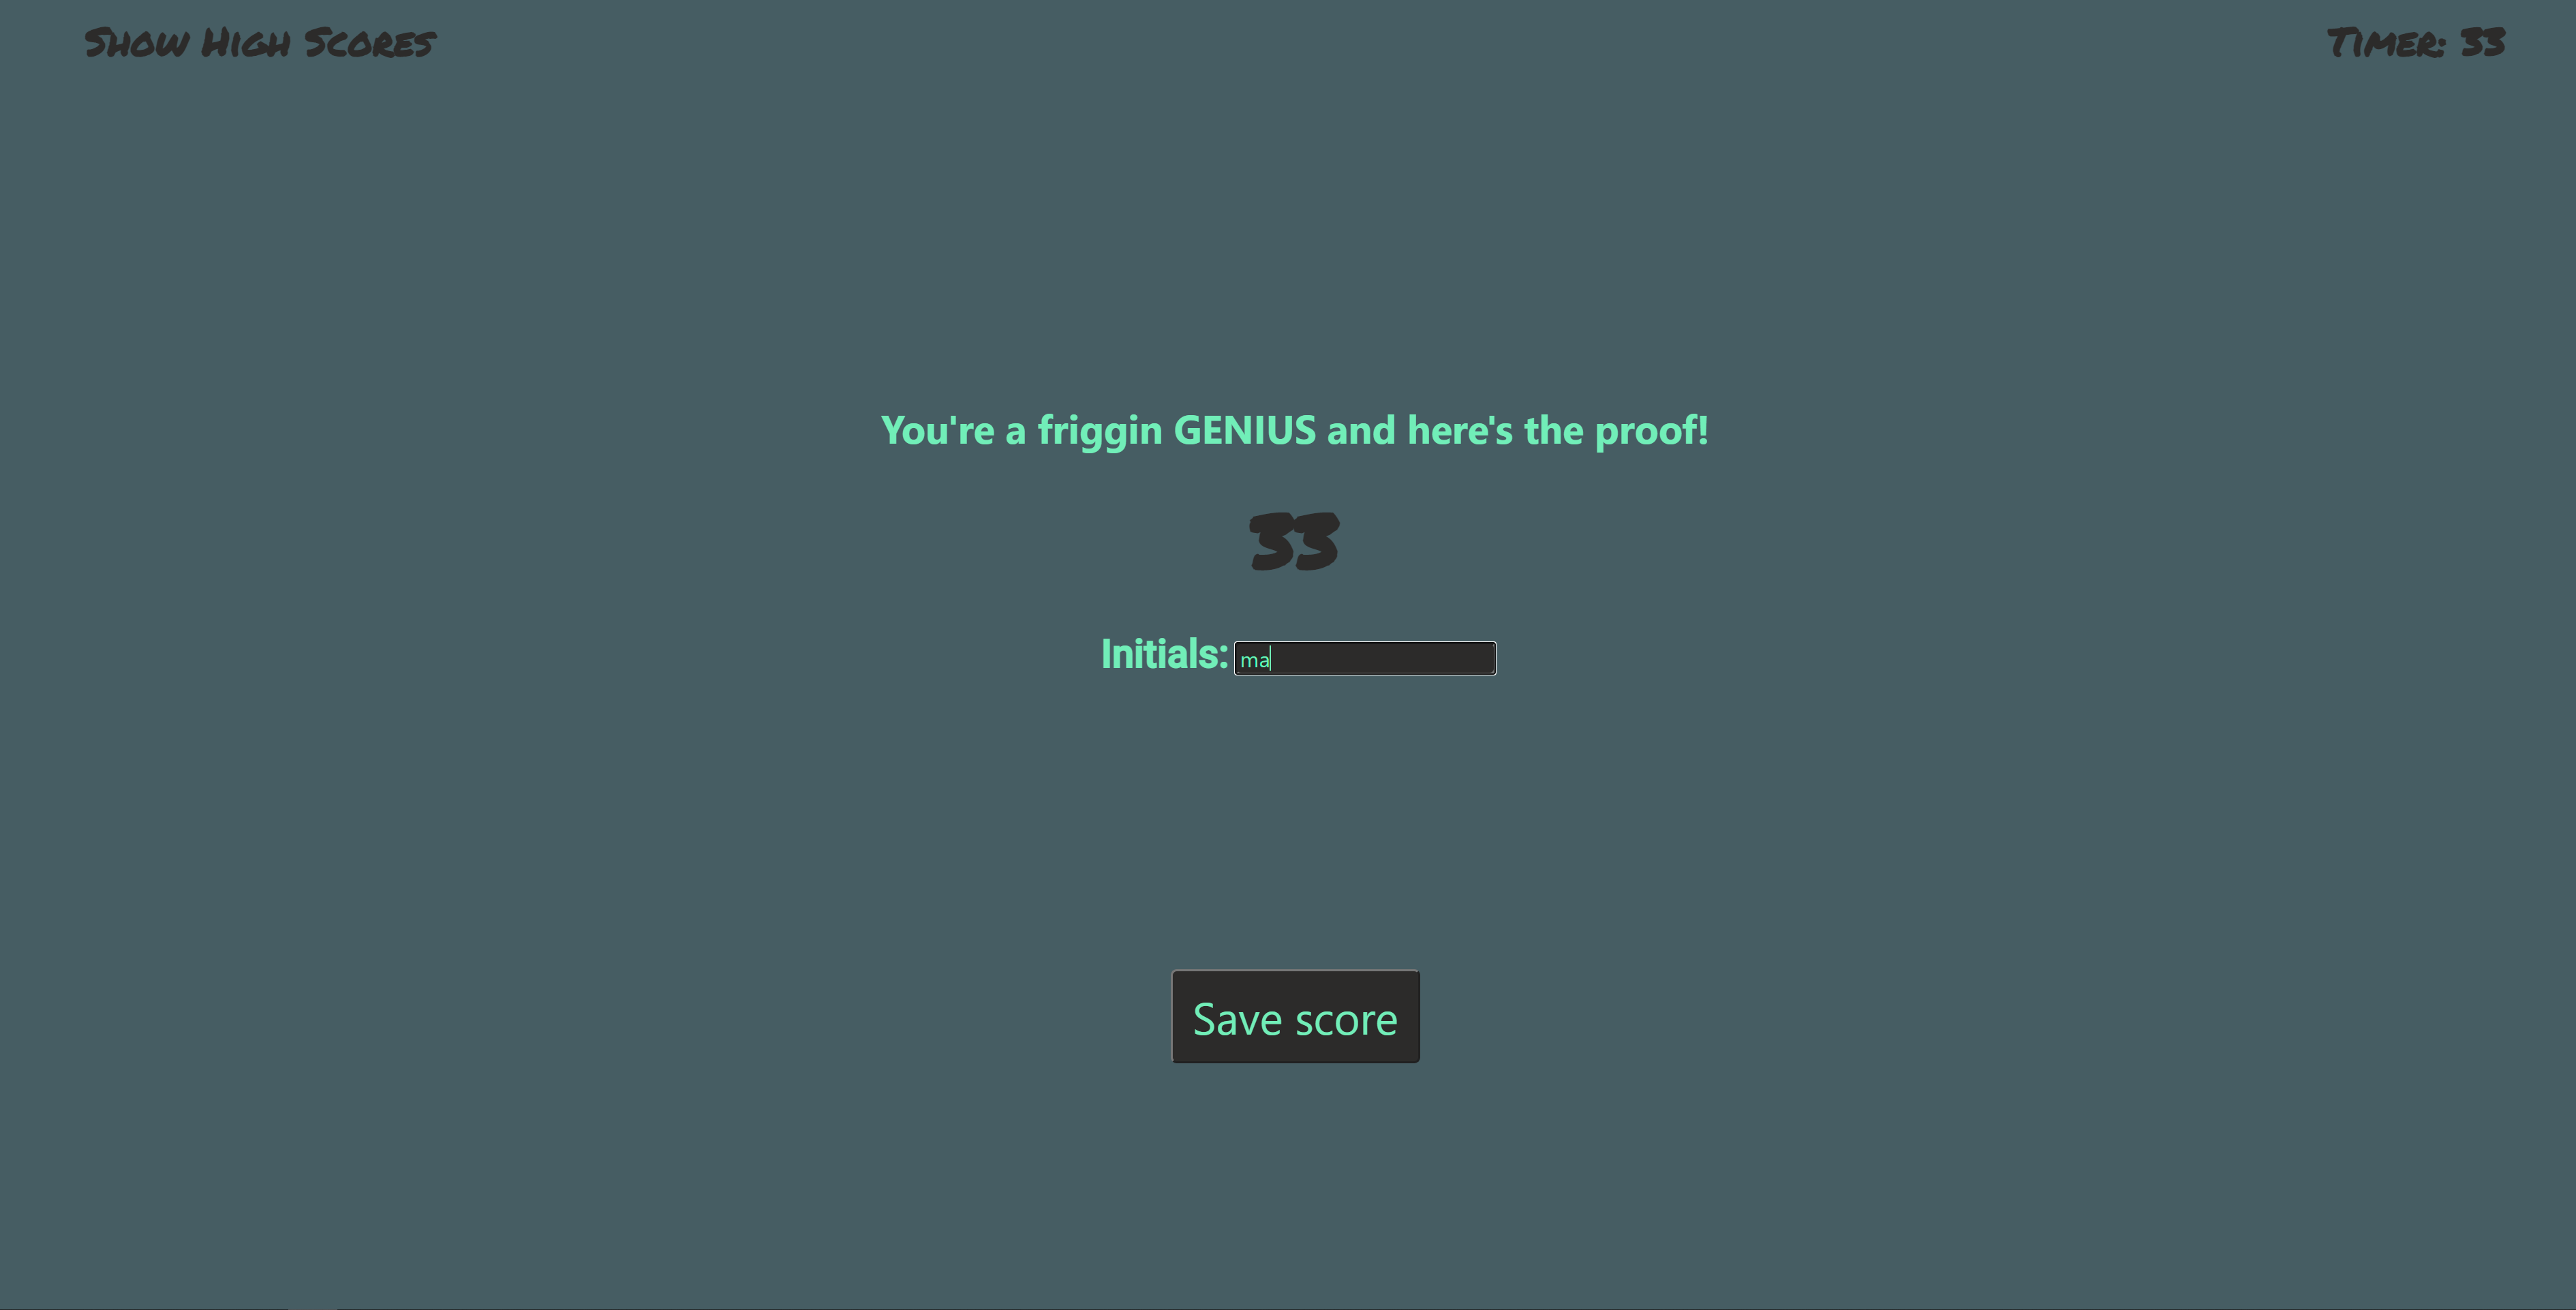 Show High Scores
Timer: 33
You're a friggin GENIUS and here's the proof!
33
Initials: ma
Save score